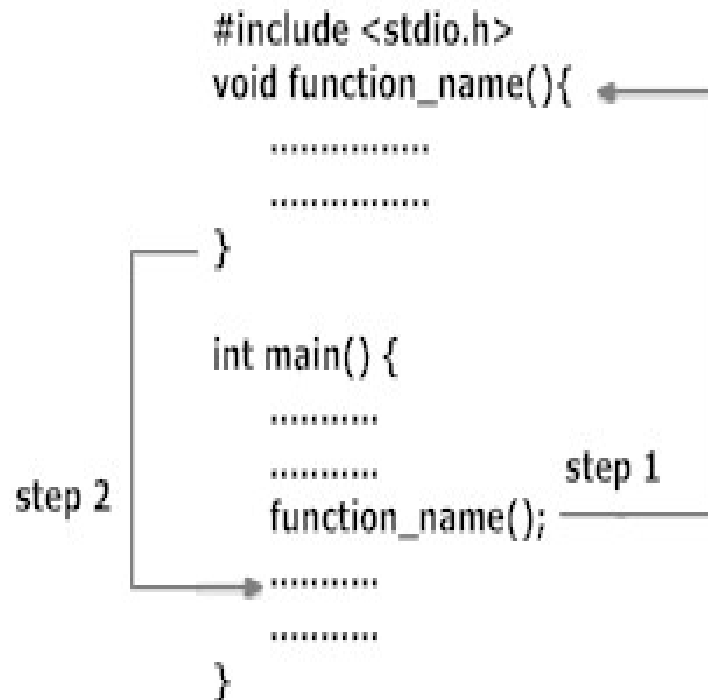 #include <stdio.h>
void function_name(){
................
................
}
int main() {
...........
...........
step 1
step 2
function_name();
...........
...........
}